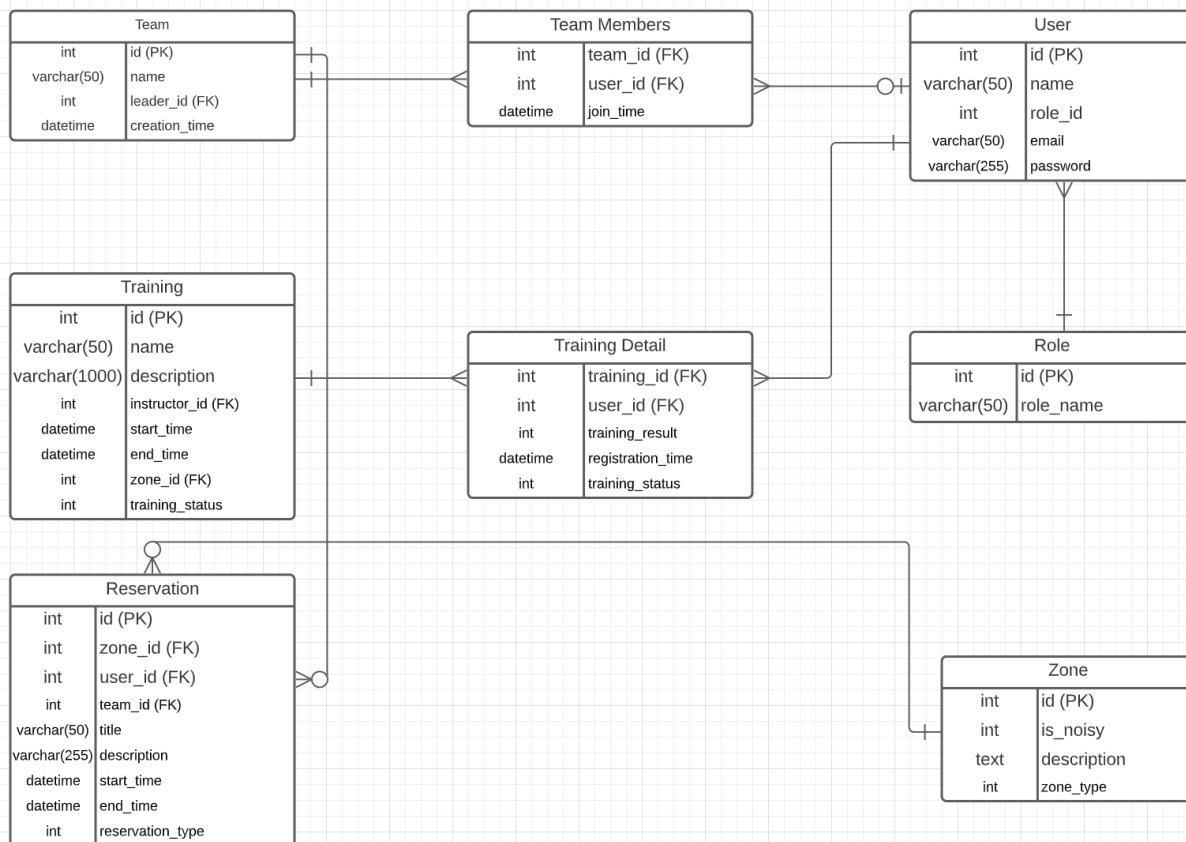 Team
int id (PK)
varchar(50) name
int leader_id (FK)
datetime creation_time
Team Members
int team_id (FK)
int user_id (FK)
datetime join_time
User
int id (PK)
varchar(50) name
int role_id
varchar(50) email
varchar(255) password
Training
int id (PK)
varchar(50) name
varchar(1000) description
int instructor_id (FK)
datetime start_time
datetime end_time
int zone_id (FK)
int training_status
Training Detail
int training_id (FK)
int user_id (FK)
int training_result
datetime registration_time
int training_status
Role
int id (PK)
varchar(50) role_name
Reservation
int id (PK)
int zone_id (FK)
int user_id (FK)
int team_id (FK)
varchar(50) title
varchar(255) description
datetime start_time
datetime end_time
int reservation_type
Zone
int id (PK)
int is_noisy
text description
int zone_type